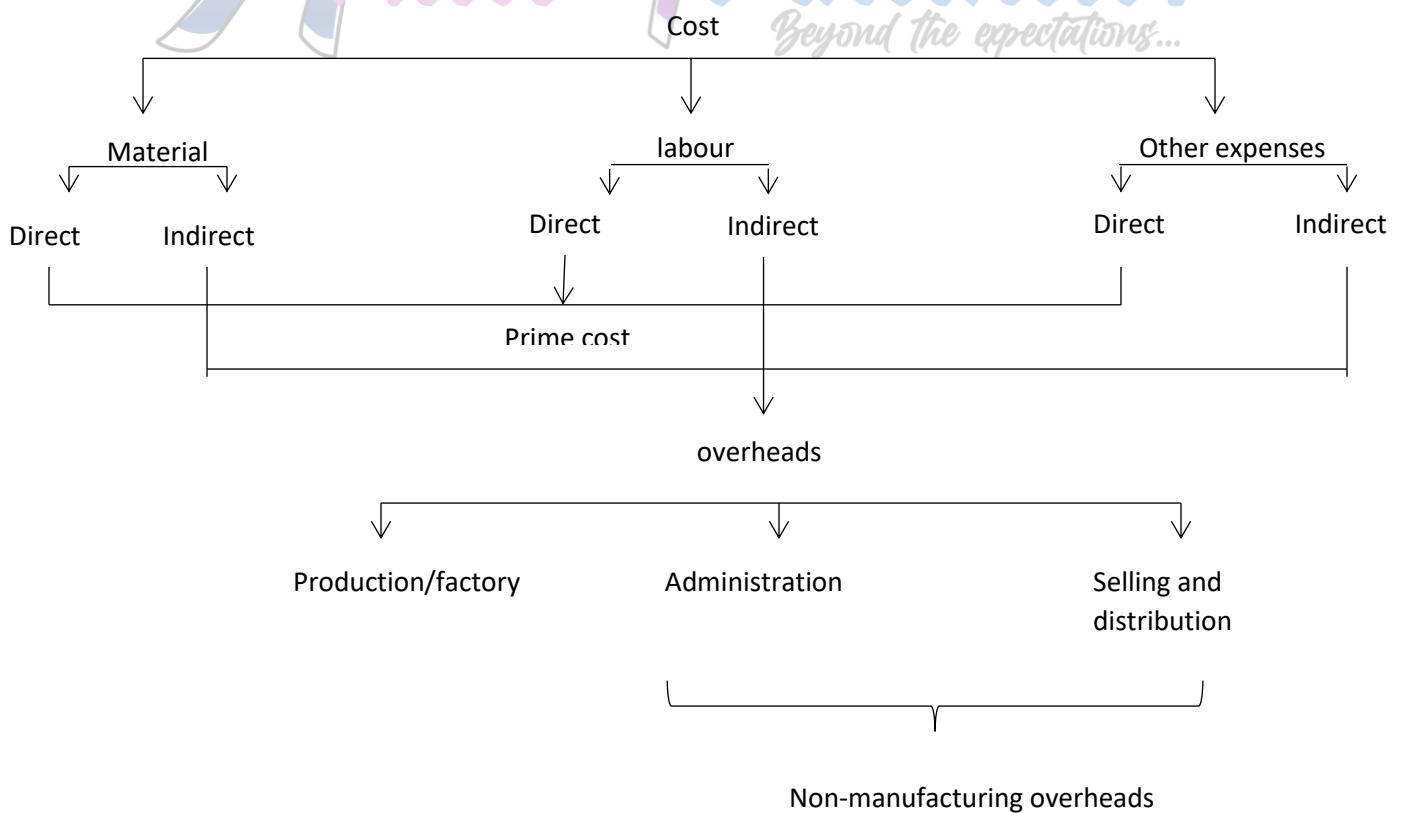 Cost
Beyond the expectations...
Material
labour
Other expenses
Direct
Indirect
Direct
Indirect
Direct
Indirect
Prime cost
overheads
Production/factory
Administration
Selling and
distribution
Non-manufacturing overheads